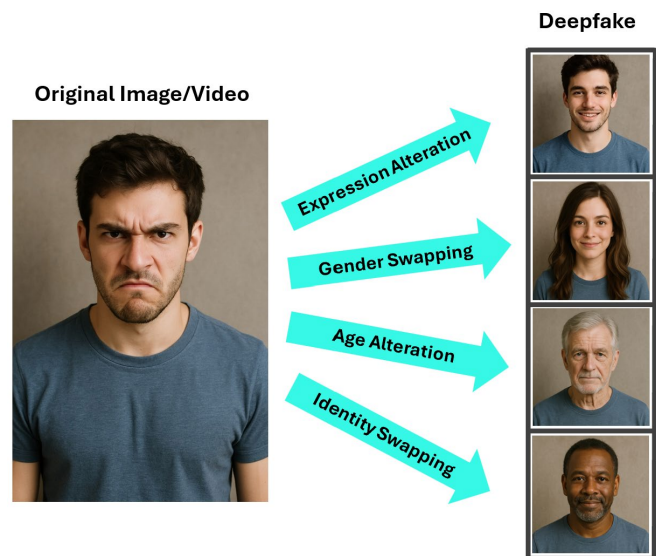 Deepfake
Original Image/Video
Expression Alteration
Gender Swapping
Age Alteration
Identity Swapping